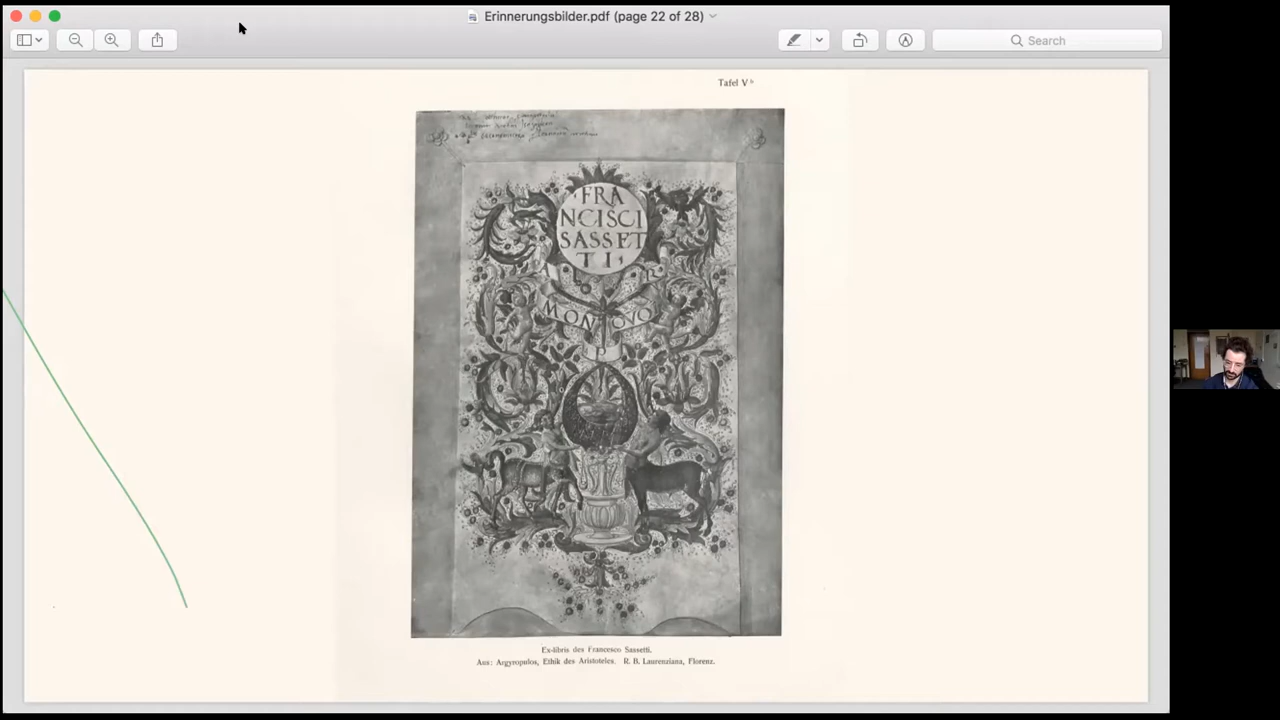 Erinnerungsbilder.pdf (page 22 of 28)
Search
Tafel V b
FRA
NCISCI
SASSET
TI
MON POVO
Ex-libris des Francesco Sassetti.
Aus: Argyropulos, Ethik des Aristoteles. R. B. Laurenziana, Florenz.